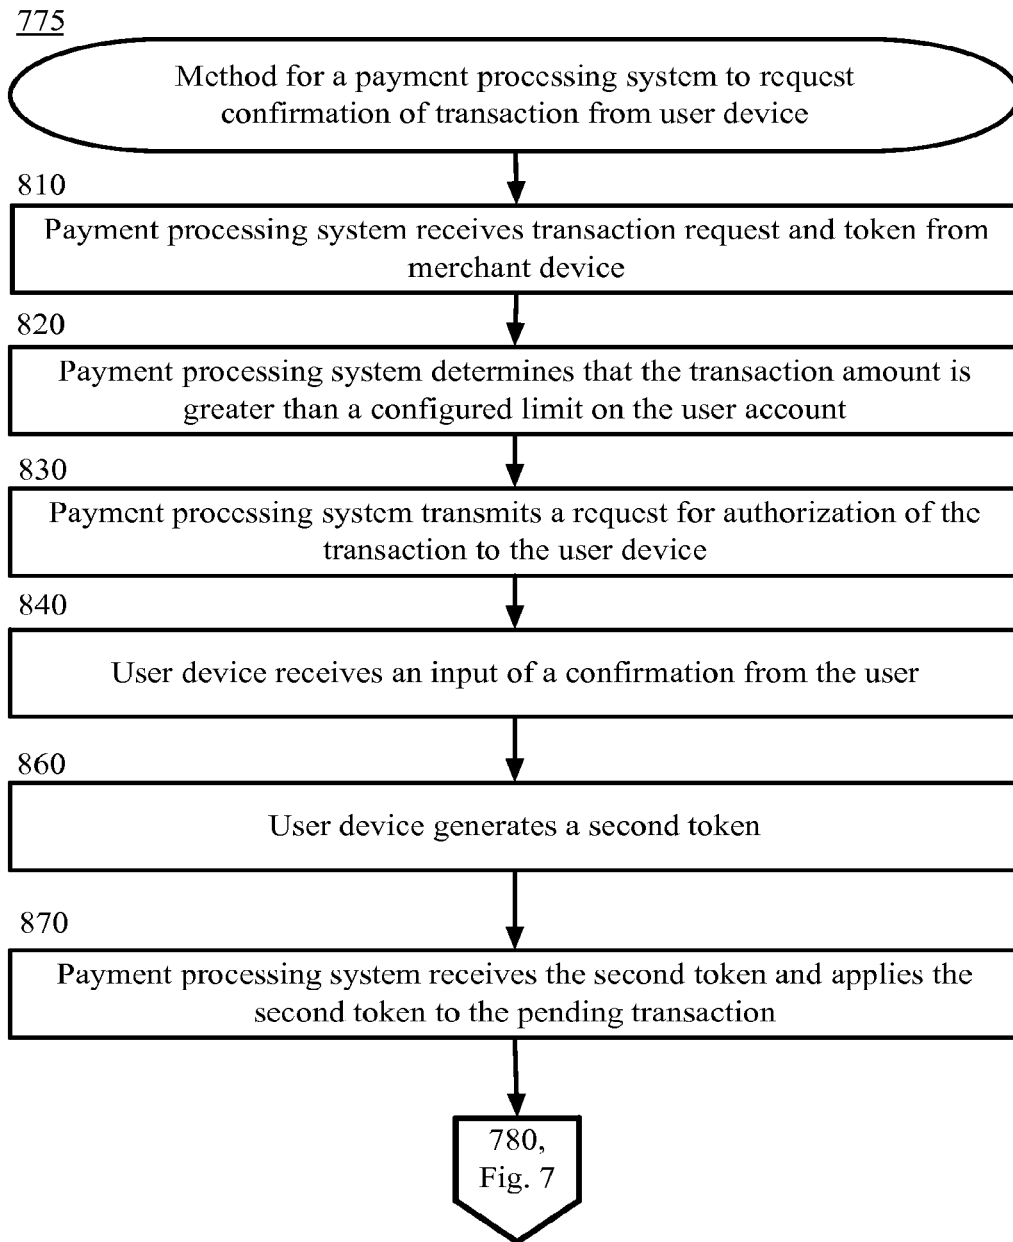 775
Method for a payment processing system to request
confirmation of transaction from user device
810
Payment processing system receives transaction request and token from
merchant device
820
Payment processing system determines that the transaction amount is
greater than a configured limit on the user account
830
Payment processing system transmits a request for authorization of the
transaction to the user device
840
User device receives an input of a confirmation from the user
860
User device generates a second token
870
Payment processing system receives the second token and applies the
second token to the pending transaction
780,
Fig. 7